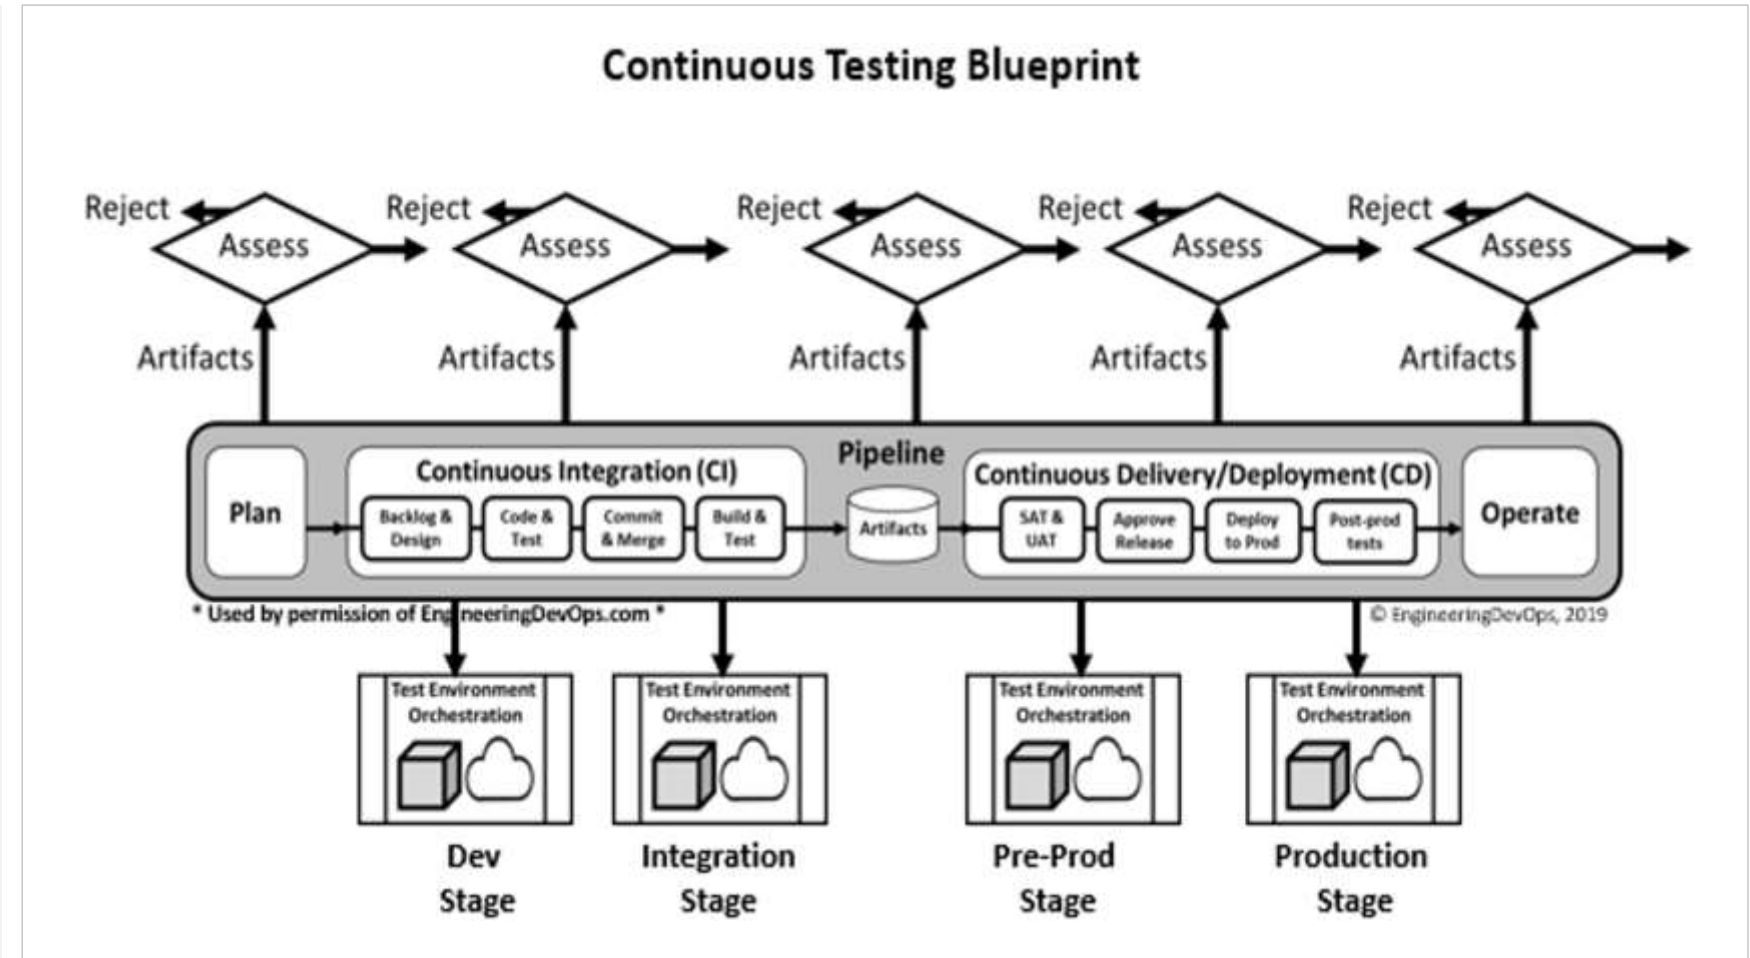 Continuous Testing Blueprint
Reject
Reject
Reject
Reject
Reject
Assess
Assess
Assess
Assess
Assess
Artifacts
Artifacts
Artifacts
Artifacts
Artifacts
Pipeline
Plan
Continuous Integration (CI)
Backlog &
Design
Code &
Test
Commit
& Merge
Build &
Test
Artifacts
Continuous Delivery/Deployment (CD)
SAT &
UAT
Approve
Release
Deploy
to Prod
Post-prod
tests
Operate
* Used by permission of EngineeringDevOps.com *
© EngineeringDevOps, 2019
Test Environment
Orchestration
Test Environment
Orchestration
Test Environment
Orchestration
Test Environment
Orchestration
Dev
Stage
Integration
Stage
Pre-Prod
Stage
Production
Stage